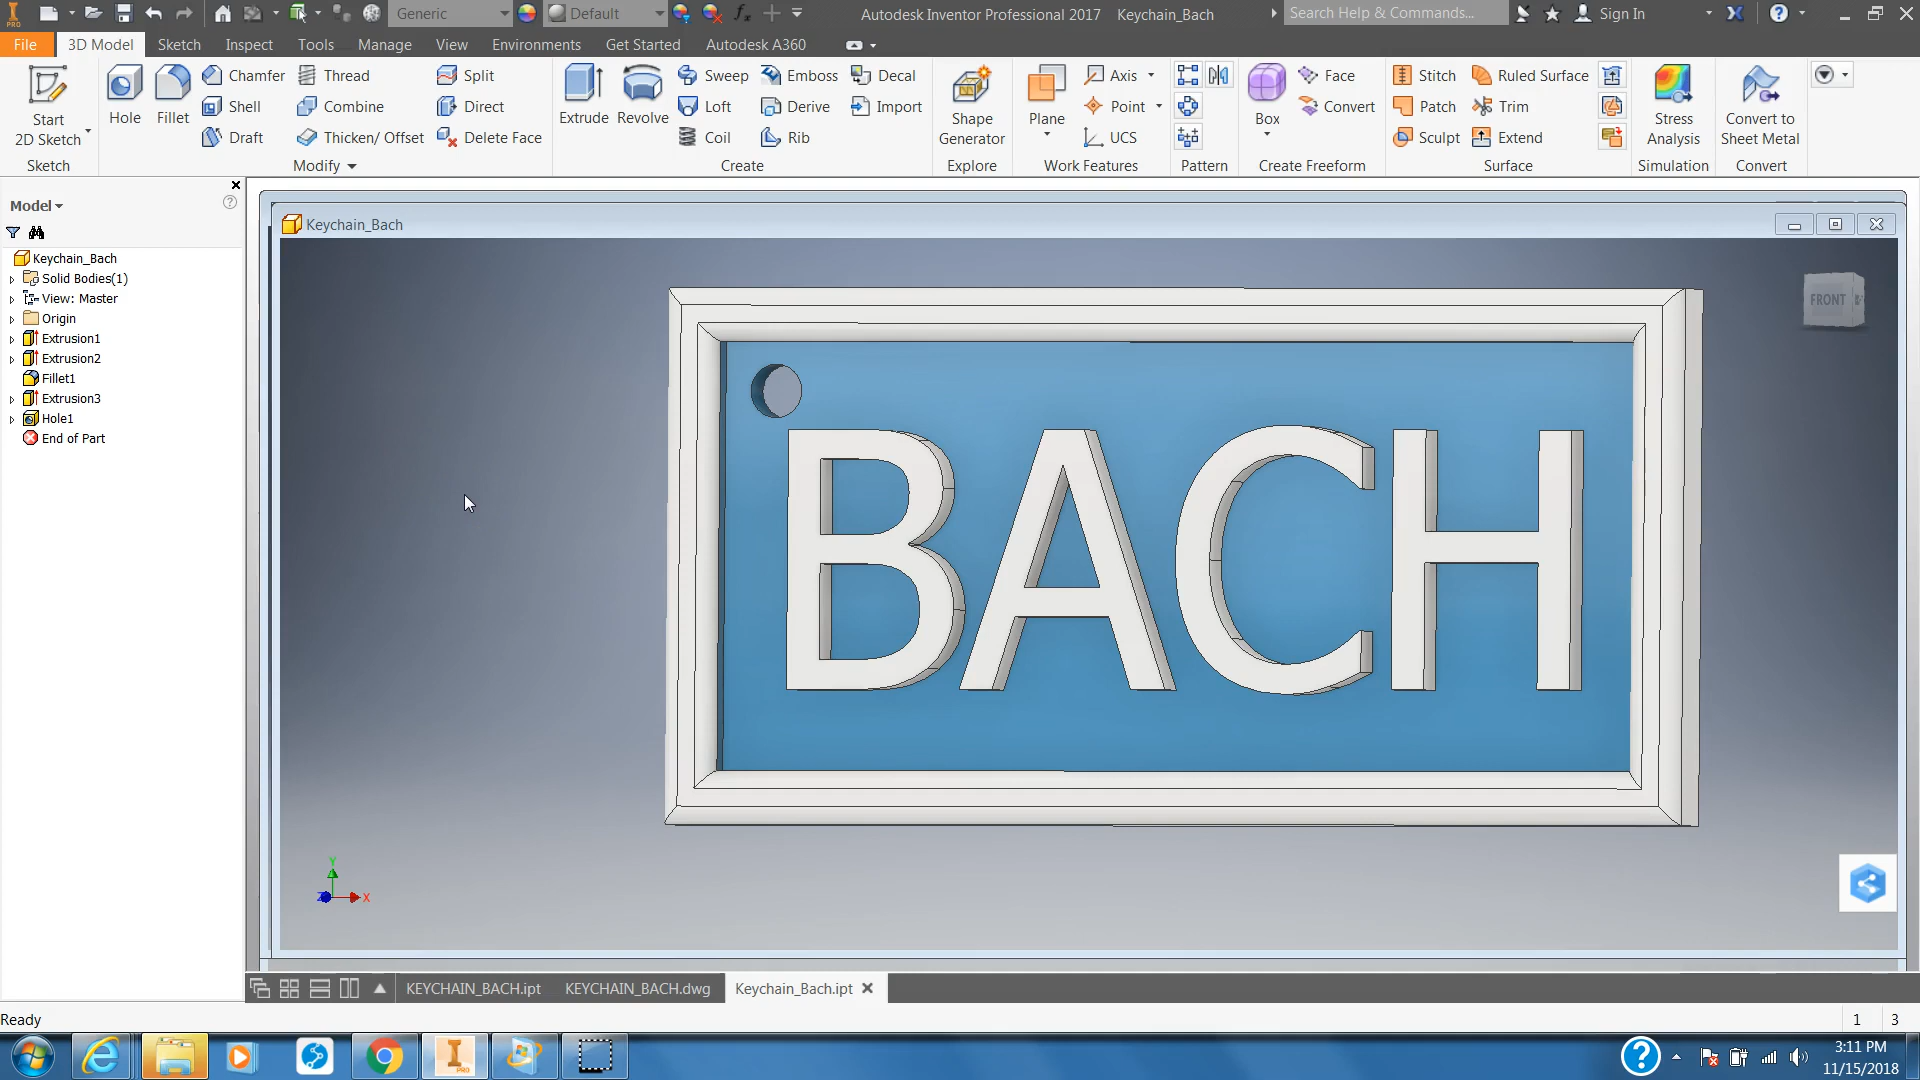 Generic Default Autodesk Inventor Professional 2017 Keychain_Bach Search Help & Commands... Sign In
File 3D Model Sketch Inspect Tools Manage View Environments Get Started Autodesk A360
Start 2D Sketch
Sketch
Hole Fillet
Chamfer Thread Split
Shell Combine Direct
Draft Thicken/ Offset Delete Face
Modify
Extrude Revolve
Sweep Emboss Decal
Loft Derive Import
Coil Rib
Create
Shape Generator
Explore
Plane
Axis
Point
UCS
Work Features
Pattern
Box
Face
Convert
Create Freeform
Stitch Ruled Surface
Patch Trim
Sculpt Extend
Surface
Stress Analysis
Simulation
Convert to Sheet Metal
Convert
Model
Keychain_Bach
Solid Bodies(1)
View: Master
Origin
Extrusion1
Extrusion2
Fillet1
Extrusion3
Hole1
End of Part
Keychain_Bach
FRONT
BACH
Y
Z X
KEYCHAIN_BACH.ipt KEYCHAIN_BACH.dwg Keychain_Bach.ipt
Ready 1 3
PRO
3:11 PM
11/15/2018